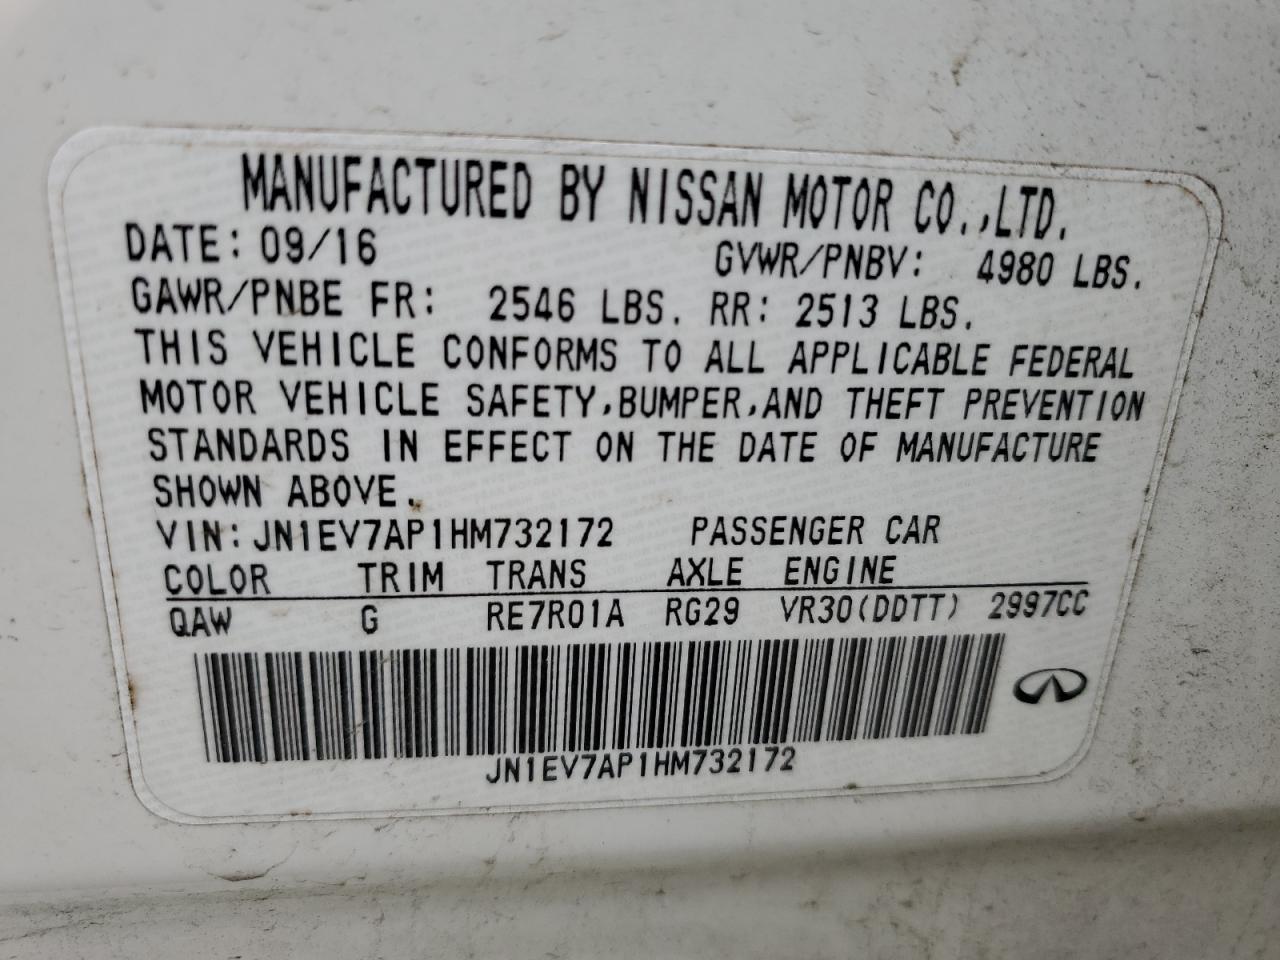 MANUFACTURED BY NISSAN MOTOR CO.,LTD.
DATE: 09/16 GVWR/PNBV: 4980 LBS.
GAWR/PNBE FR: 2546 LBS. RR: 2513 LBS.
THIS VEHICLE CONFORMS TO ALL APPLICABLE FEDERAL
MOTOR VEHICLE SAFETY,BUMPER,AND THEFT PREVENTION
STANDARDS IN EFFECT ON THE DATE OF MANUFACTURE
SHOWN ABOVE.
VIN: JN1EV7AP1HM732172 PASSENGER CAR
COLOR TRIM TRANS AXLE ENGINE
QAW G RE7R01A RG29 VR30(DDTT) 2997CC
JN1EV7AP1HM732172